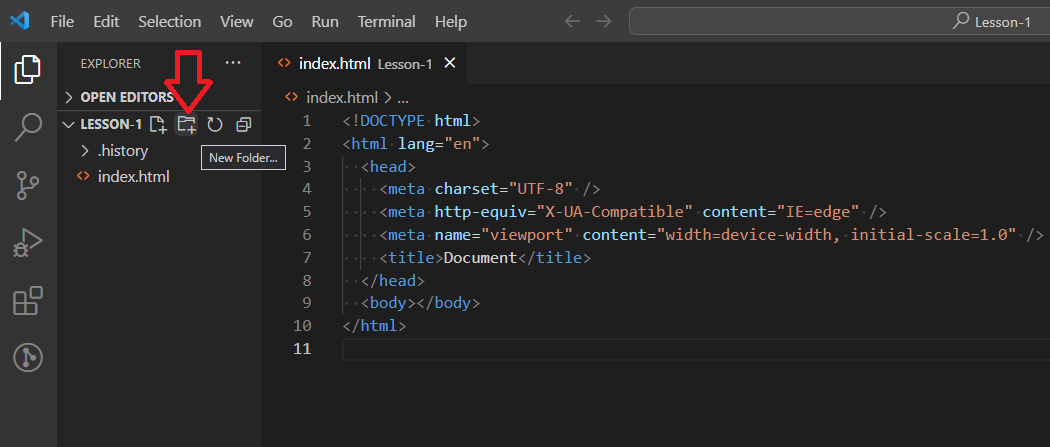 File Edit Selection View Go Run Terminal Help
Lesson-1
EXPLORER
OPEN EDITORS
LESSON-1
New Folder...
.history
index.html
index.html Lesson-1
index.html > ...
1 <!DOCTYPE html>
2 <html lang="en">
3 <head>
4 <meta charset="UTF-8" />
5 <meta http-equiv="X-UA-Compatible" content="IE=edge" />
6 <meta name="viewport" content="width=device-width, initial-scale=1.0" />
7 <title>Document</title>
8 </head>
9 <body></body>
10 </html>
11